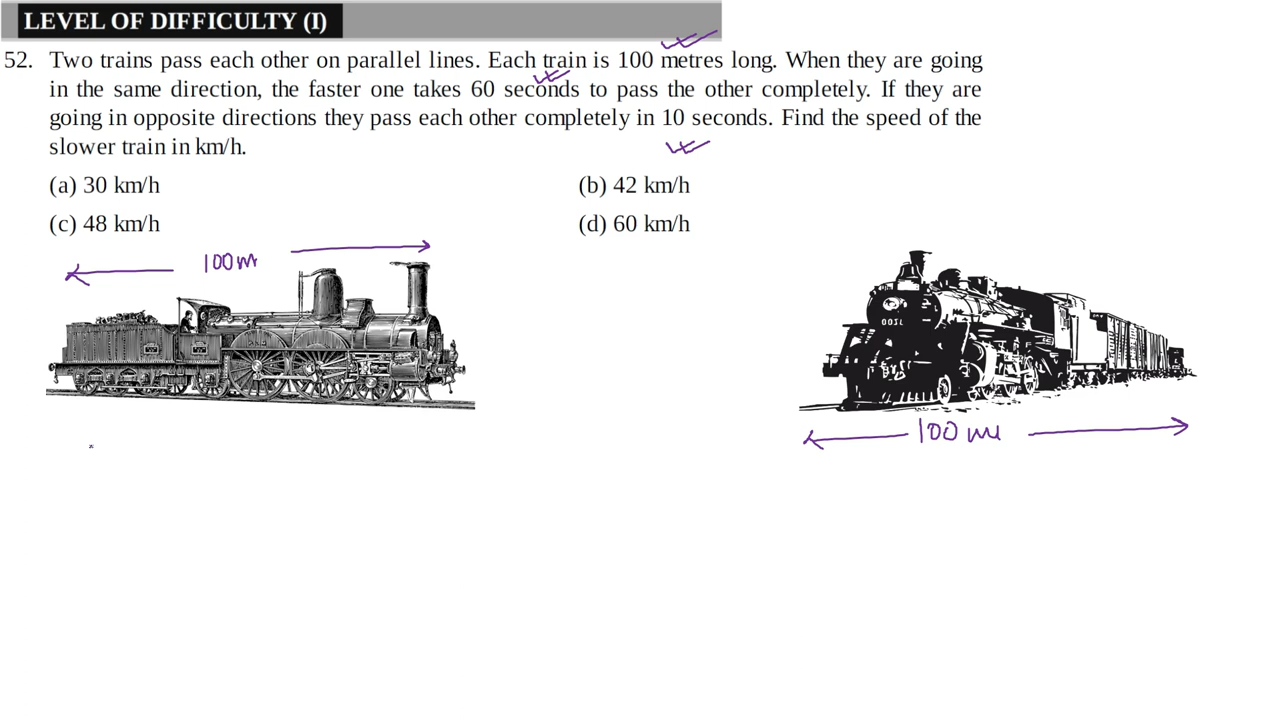 LEVEL OF DIFFICULTY (I)
52. Two trains pass each other on parallel lines. Each train is 100 metres long. When they are going
in the same direction, the faster one takes 60 seconds to pass the other completely. If they are
going in opposite directions they pass each other completely in 10 seconds. Find the speed of the
slower train in km/h.
(a) 30 km/h (b) 42 km/h
(c) 48 km/h (d) 60 km/h
100m
100 m